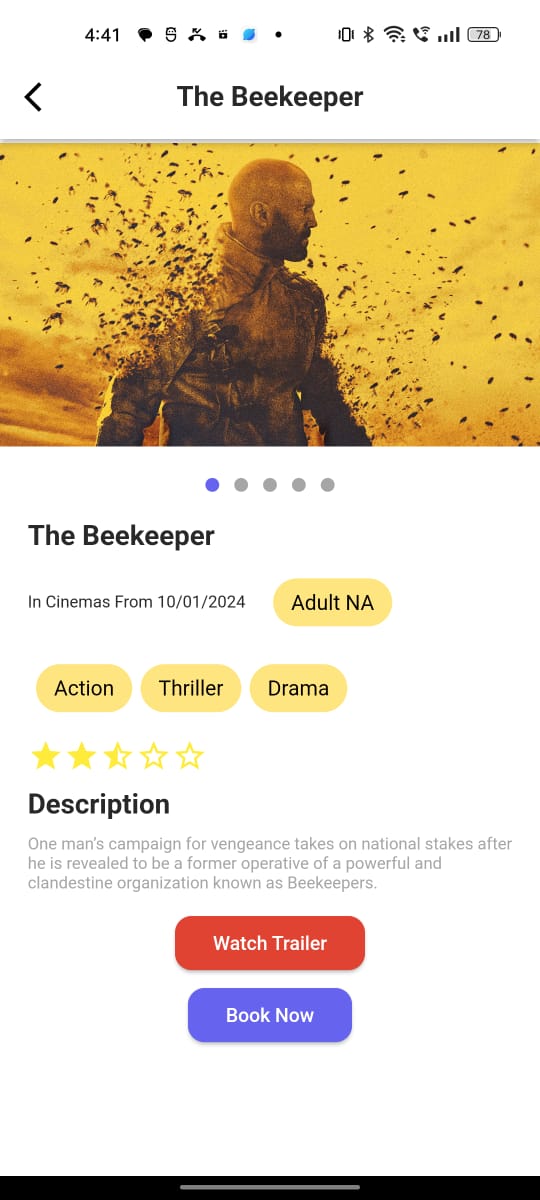 4:41
78
The Beekeeper
The Beekeeper
In Cinemas From 10/01/2024
Adult NA
Action
Thriller
Drama
Description
One man's campaign for vengeance takes on national stakes after
he is revealed to be a former operative of a powerful and
clandestine organization known as Beekeepers.
Watch Trailer
Book Now